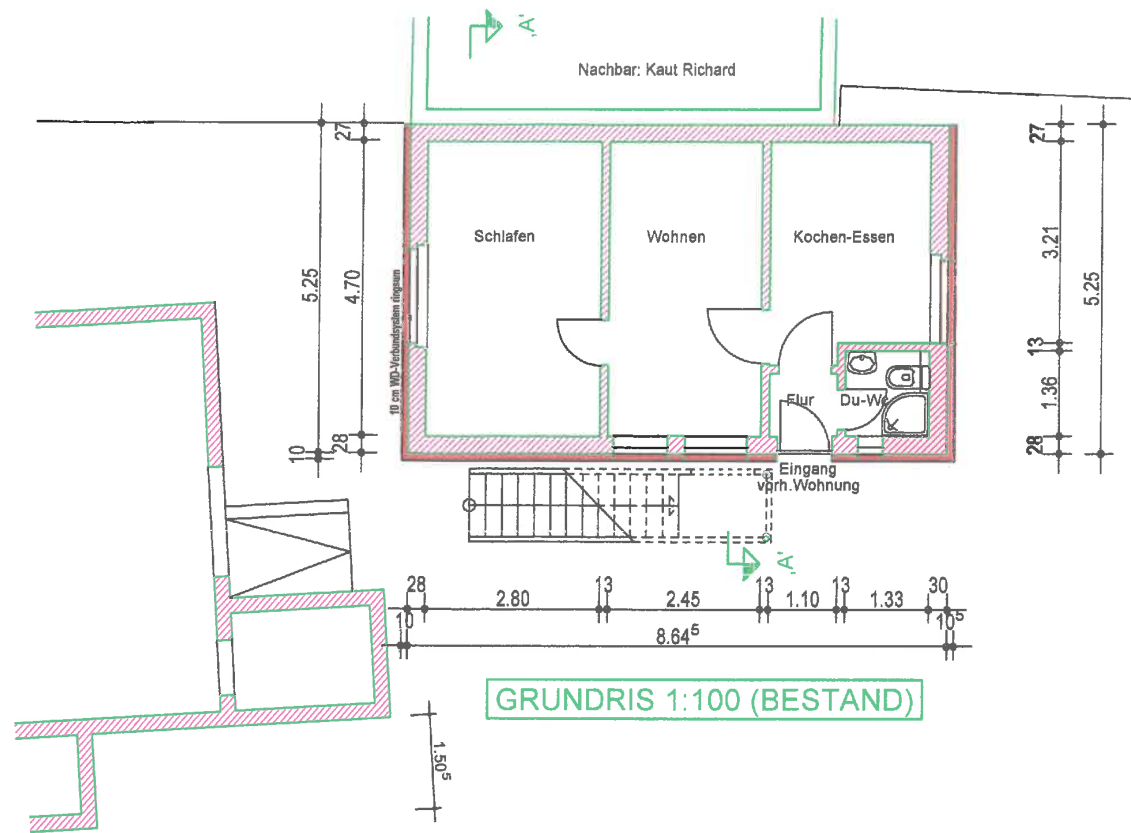 ‚A'
Nachbar: Kaut Richard
27
5.25
4.70
28
10
10 cm WD-Verbundsystem ringsum
Schlafen
Wohnen
Kochen-Essen
Flur
Du-Wc
27
3.21
5.25
13
1.36
28
Eingang
vorh.Wohnung
‚A'
28 13 13 13 30
2.80 2.45 1.10 1.33
10 10⁵
8.64⁵
GRUNDRIS 1:100 (BESTAND)
1.50⁵